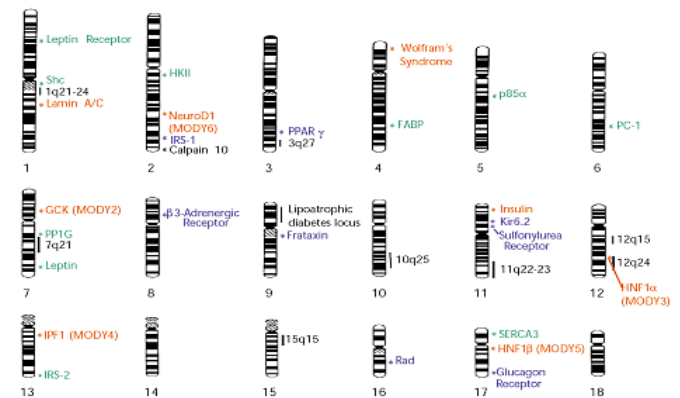 Leptin Receptor
Shc
1q21-24
Lamin A/C
1
HKII
NeuroD1
(MODY6)
IRS-1
Calpain 10
2
PPAR γ
3q27
3
Wolfram's
Syndrome
FABP
4
p85α
5
PC-1
6
GCK (MODY2)
PP1G
7q21
Leptin
7
β3-Adrenergic
Receptor
8
Lipoatrophic
diabetes locus
Frataxin
9
10q25
10
Insulin
Kir6.2
Sulfonylurea
Receptor
11q22-23
11
12q15
12q24
HNF1α
(MODY3)
12
IPF1 (MODY4)
IRS-2
13
14
15q15
15
Rad
16
SERCA3
HNF1β (MODY5)
Glucagon
Receptor
17
18